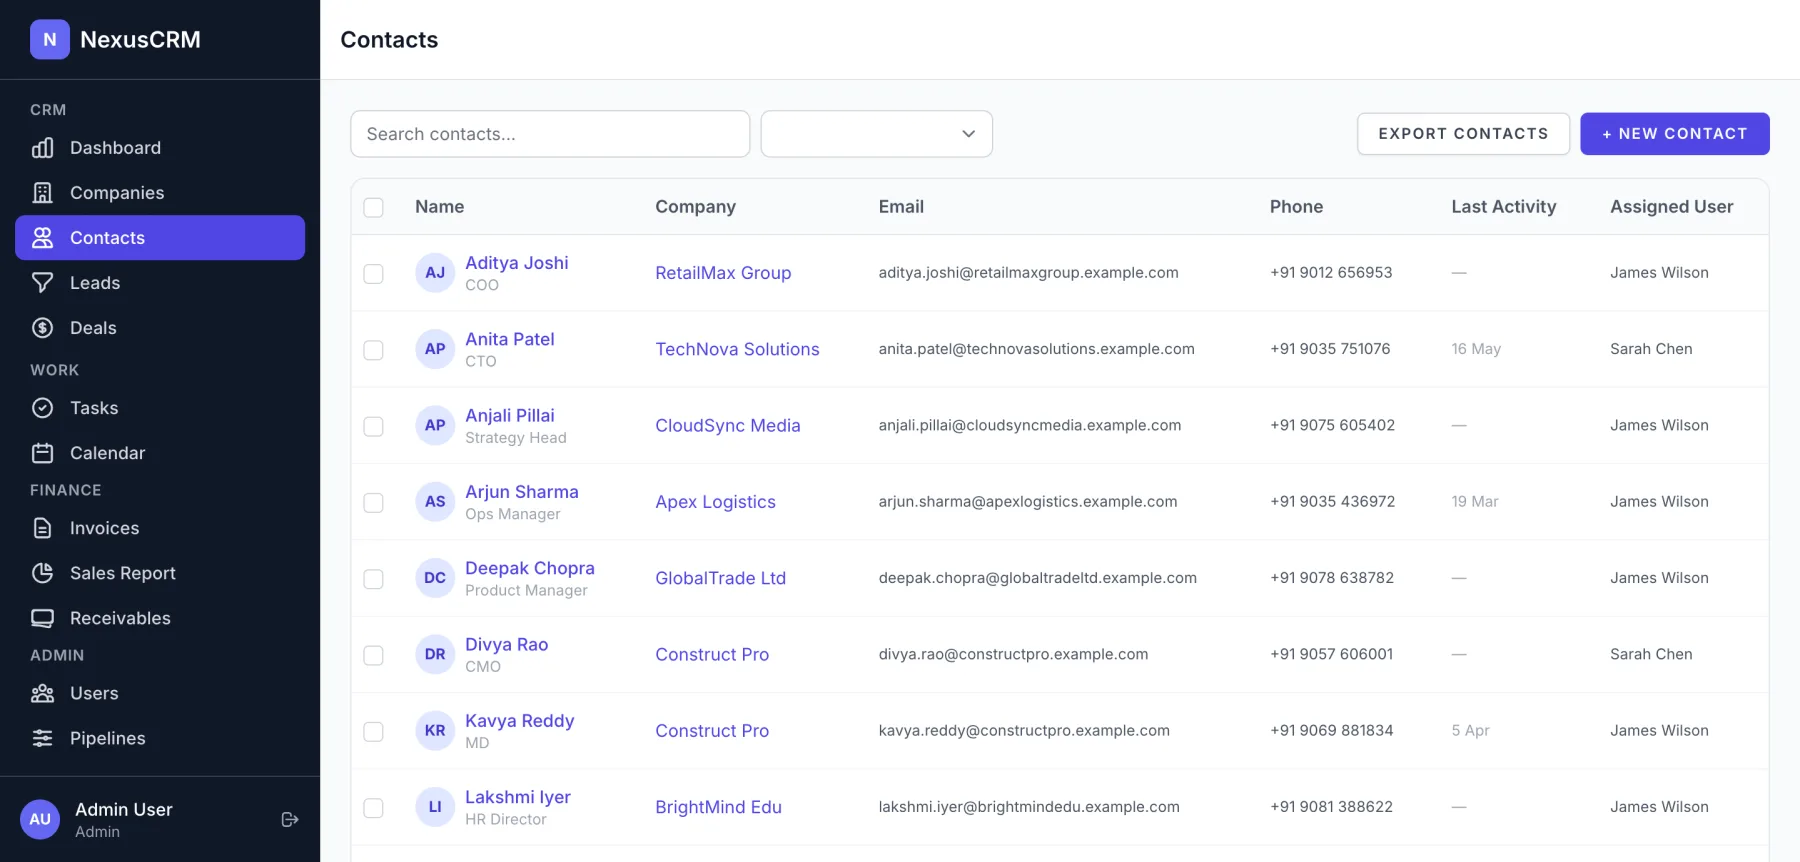 N NexusCRM
CRM
Dashboard
Companies
Contacts
Leads
Deals
WORK
Tasks
Calendar
FINANCE
Invoices
Sales Report
Receivables
ADMIN
Users
Pipelines
AU Admin User
Admin
Contacts
Search contacts...
EXPORT CONTACTS
+ NEW CONTACT
Name Company Email Phone Last Activity Assigned User
AJ Aditya Joshi RetailMax Group aditya.joshi@retailmaxgroup.example.com +91 9012 656953 — James Wilson
COO
AP Anita Patel TechNova Solutions anita.patel@technovasolutions.example.com +91 9035 751076 16 May Sarah Chen
CTO
AP Anjali Pillai CloudSync Media anjali.pillai@cloudsyncmedia.example.com +91 9075 605402 — James Wilson
Strategy Head
AS Arjun Sharma Apex Logistics arjun.sharma@apexlogistics.example.com +91 9035 436972 19 Mar James Wilson
Ops Manager
DC Deepak Chopra GlobalTrade Ltd deepak.chopra@globaltradeltd.example.com +91 9078 638782 — James Wilson
Product Manager
DR Divya Rao Construct Pro divya.rao@constructpro.example.com +91 9057 606001 — Sarah Chen
CMO
KR Kavya Reddy Construct Pro kavya.reddy@constructpro.example.com +91 9069 881834 5 Apr James Wilson
MD
LI Lakshmi Iyer BrightMind Edu lakshmi.iyer@brightmindedu.example.com +91 9081 388622 — James Wilson
HR Director